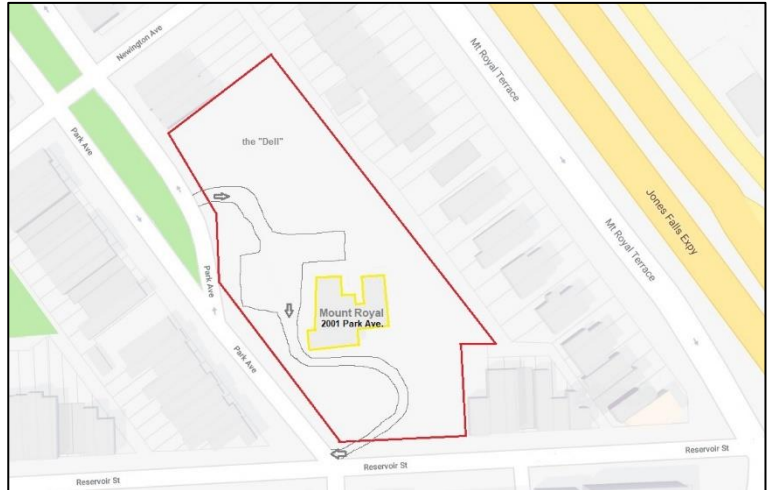 Newington Ave
Mt Royal Terrace
Park Ave
the "Dell"
Jones Falls Expy
Mt Royal Terrace
Park Ave
Mount Royal
2001 Park Ave.
Park Ave
Reservoir St
Reservoir St
Reservoir St